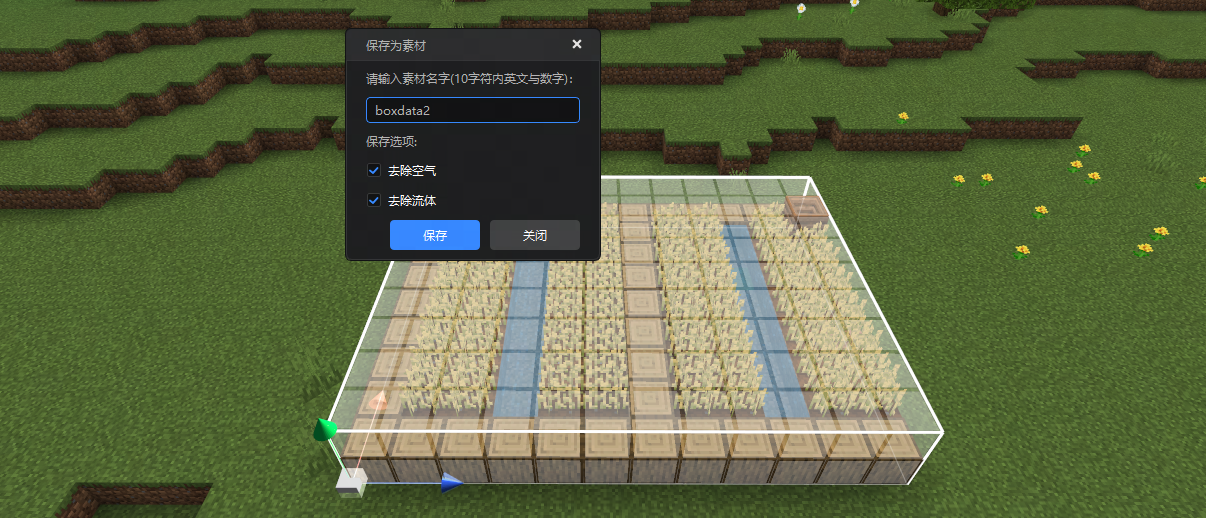 保存为素材
请输入素材名字(10字符内英文与数字)：
boxdata2
保存选项:
去除空气
去除流体
保存 关闭